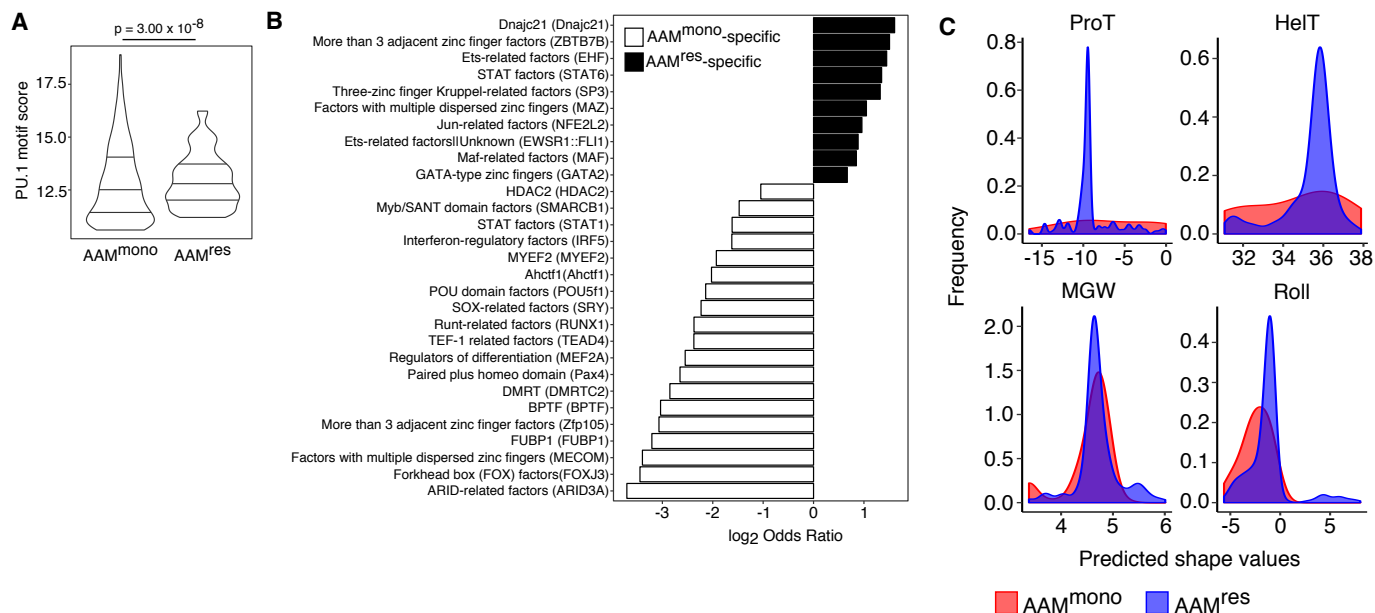 A
p = 3.00 x 10-8
PU.1 motif score
17.5
15.0
12.5
AAMmono
AAMres
B
Dnajc21 (Dnajc21)
More than 3 adjacent zinc finger factors (ZBTB7B)
Ets-related factors (EHF)
STAT factors (STAT6)
Three-zinc finger Kruppel-related factors (SP3)
Factors with multiple dispersed zinc fingers (MAZ)
Jun-related factors (NFE2L2)
Ets-related factors||Unknown (EWSR1::FLI1)
Maf-related factors (MAF)
GATA-type zinc fingers (GATA2)
HDAC2 (HDAC2)
Myb/SANT domain factors (SMARCB1)
STAT factors (STAT1)
Interferon-regulatory factors (IRF5)
MYEF2 (MYEF2)
Ahctf1(Ahctf1)
POU domain factors (POU5f1)
SOX-related factors (SRY)
Runt-related factors (RUNX1)
TEF-1 related factors (TEAD4)
Regulators of differentiation (MEF2A)
Paired plus homeo domain (Pax4)
DMRT (DMRTC2)
BPTF (BPTF)
More than 3 adjacent zinc finger factors (Zfp105)
FUBP1 (FUBP1)
Factors with multiple dispersed zinc fingers (MECOM)
Forkhead box (FOX) factors(FOXJ3)
ARID-related factors (ARID3A)
AAMmono-specific
AAMres-specific
-3 -2 -1 0 1
log2 Odds Ratio
C
Frequency
ProT
0.8
0.6
0.4
0.2
0.0
-15 -10 -5 0
HelT
0.6
0.4
0.2
0.0
32 34 36 38
MGW
2.0
1.5
1.0
0.5
0.0
4 5 6
Roll
0.4
0.3
0.2
0.1
0.0
-5 0 5
Predicted shape values
AAMmono AAMres